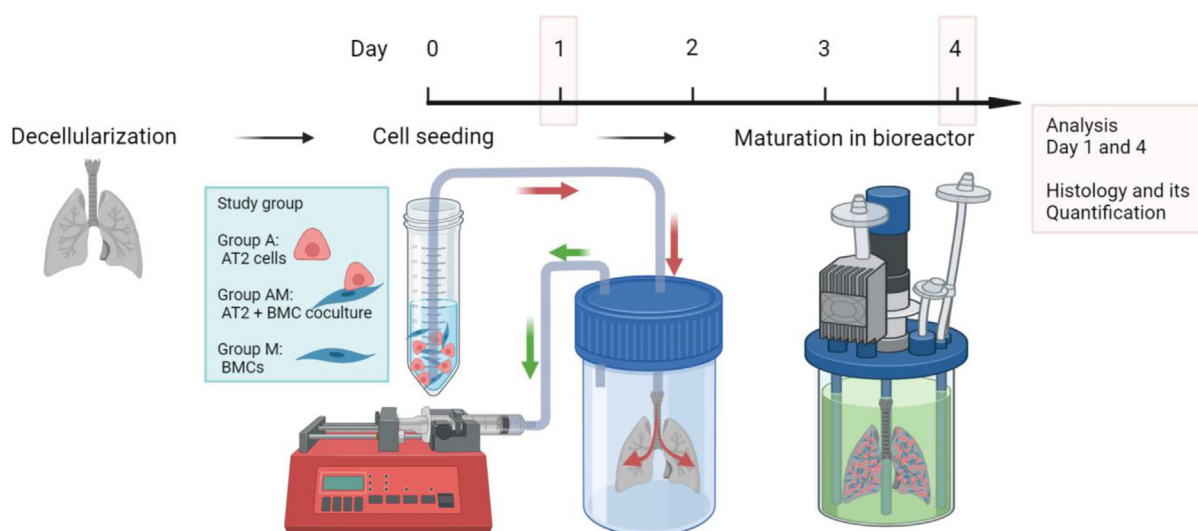 Day 0 1 2 3 4
Decellularization
Cell seeding
Maturation in bioreactor
Analysis
Day 1 and 4
Histology and its
Quantification
Study group
Group A:
AT2 cells
Group AM:
AT2 + BMC coculture
Group M:
BMCs